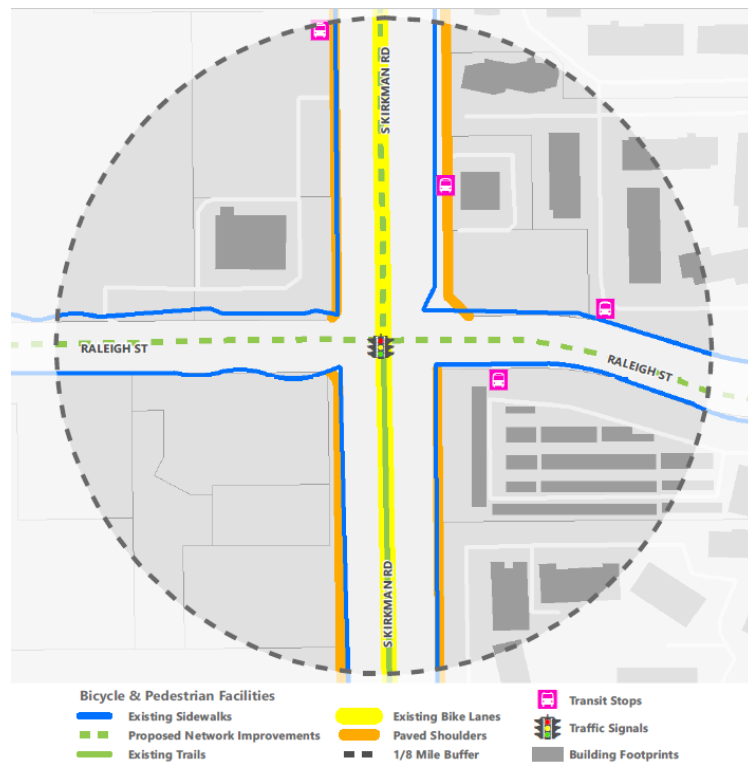 S KIRKMAN RD
RALEIGH ST
RALEIGH ST
S KIRKMAN RD
Bicycle & Pedestrian Facilities
Existing Sidewalks
Proposed Network Improvements
Existing Trails
Existing Bike Lanes
Paved Shoulders
1/8 Mile Buffer
Transit Stops
Traffic Signals
Building Footprints